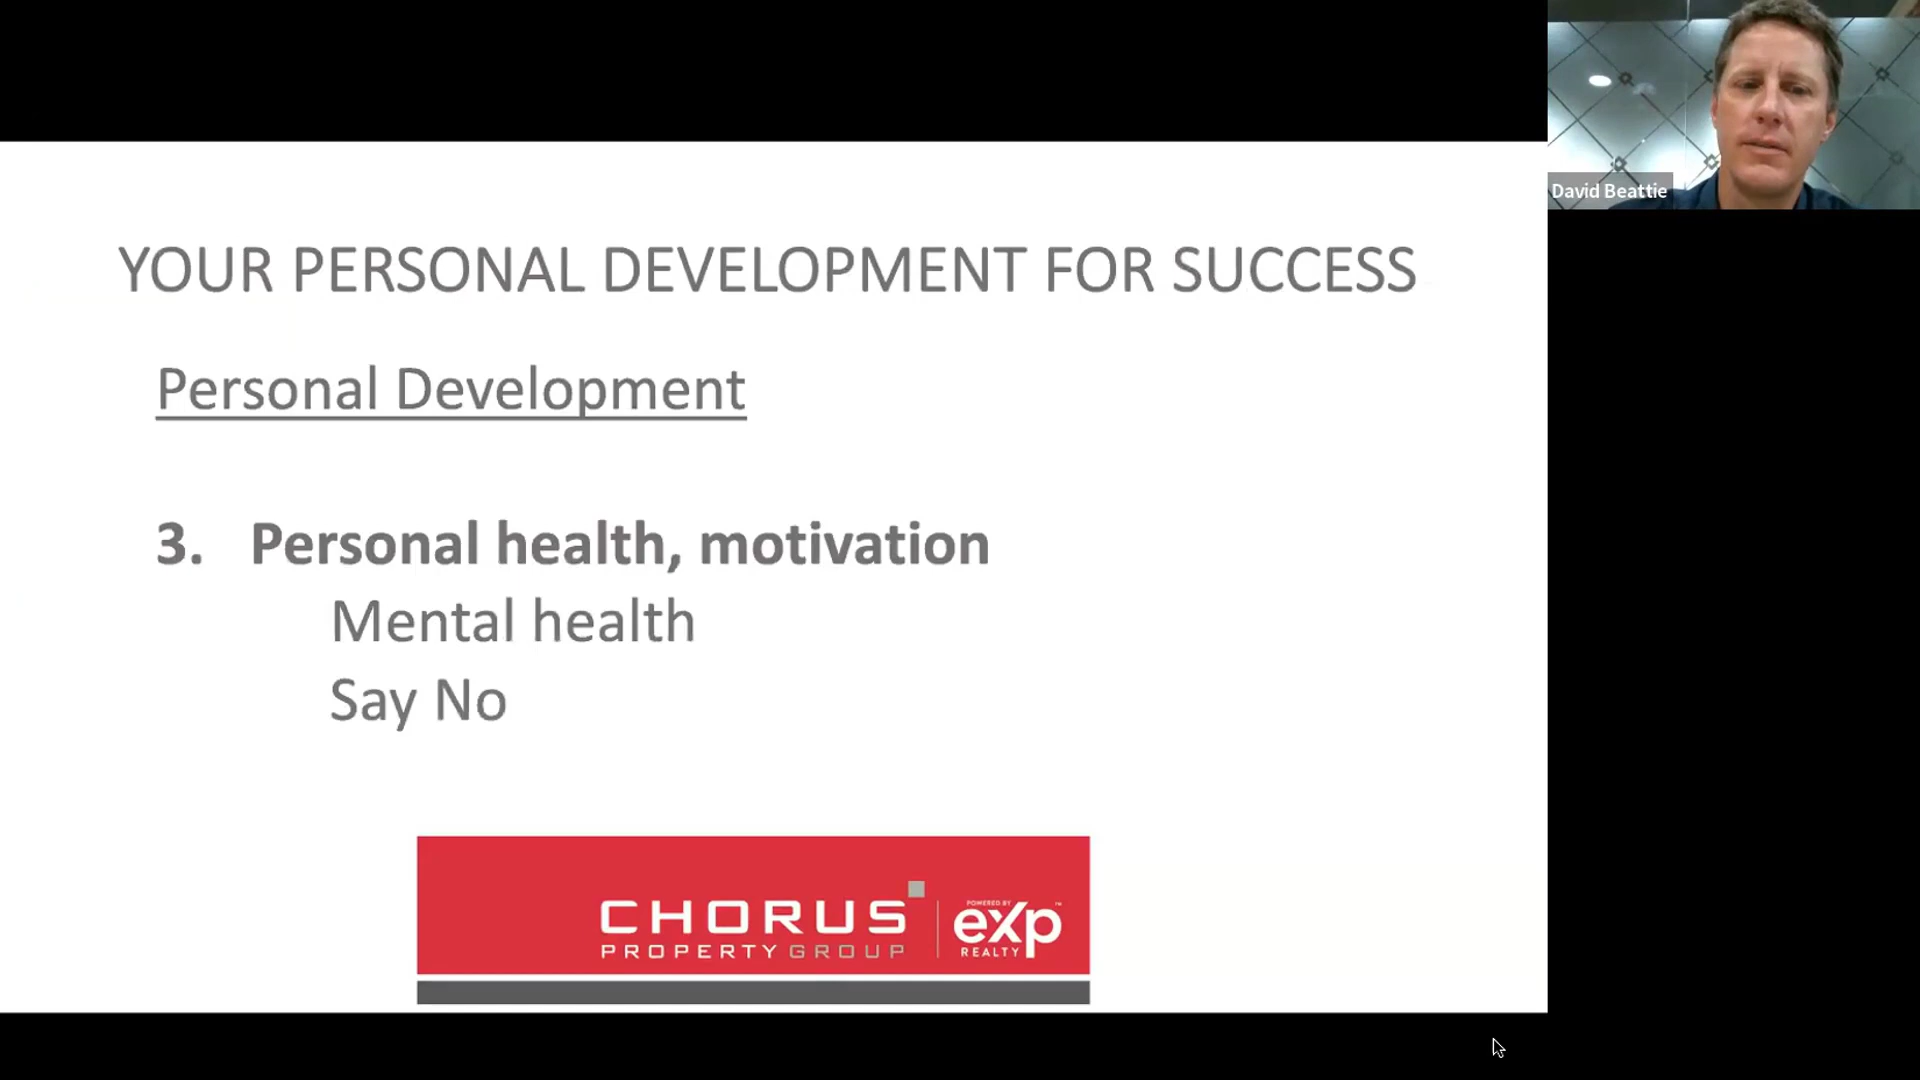 David Beattie
YOUR PERSONAL DEVELOPMENT FOR SUCCESS
Personal Development
3. Personal health, motivation
Mental health
Say No
CHORUS
PROPERTY GROUP
POWERED BY
eXp
REALTY